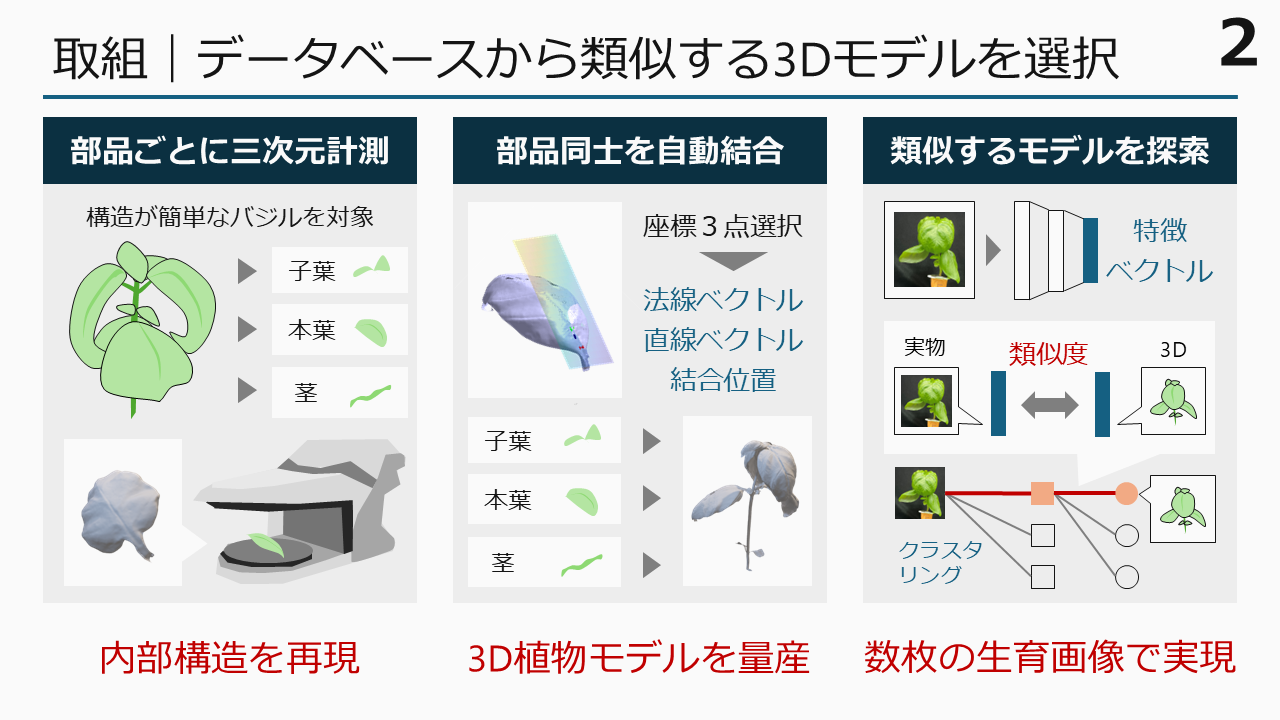 取組｜データベースから類似する3Dモデルを選択
2
部品ごとに三次元計測
構造が簡単なバジルを対象
子葉
本葉
茎
内部構造を再現
部品同士を自動結合
座標３点選択
法線ベクトル
直線ベクトル
結合位置
子葉
本葉
茎
3D植物モデルを量産
類似するモデルを探索
特徴
ベクトル
実物
類似度
3D
クラスタ
リング
数枚の生育画像で実現